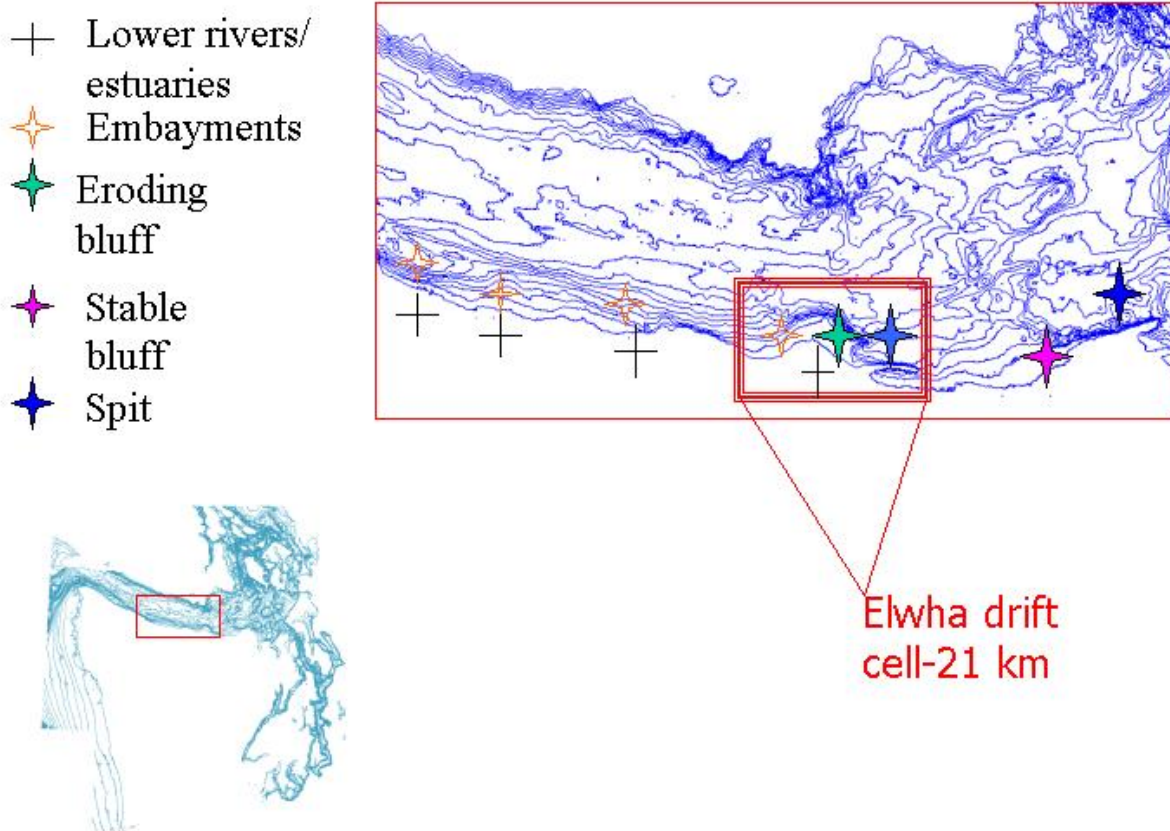 Lower rivers/
estuaries
Embayments
Eroding
bluff
Stable
bluff
Spit
Elwha drift
cell-21 km